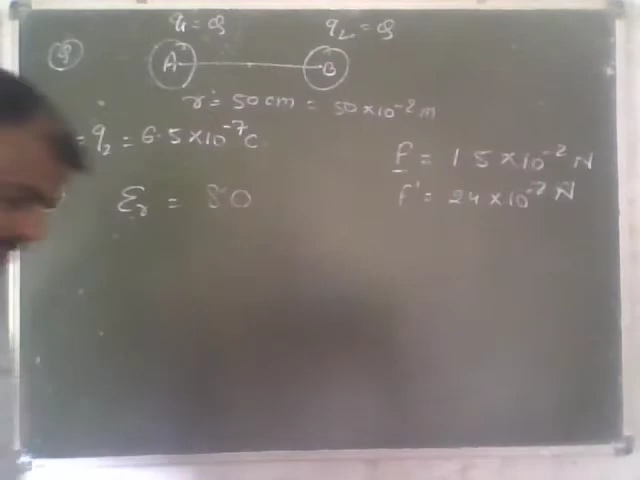 q₁ = Q q₂ = Q
Q
A B
r = 50 cm = 50 × 10⁻² m
= q₂ = 6.5 × 10⁻⁷ C
F = 1.5 × 10⁻² N
εᵣ = 80
F' = 24 × 10⁻² N